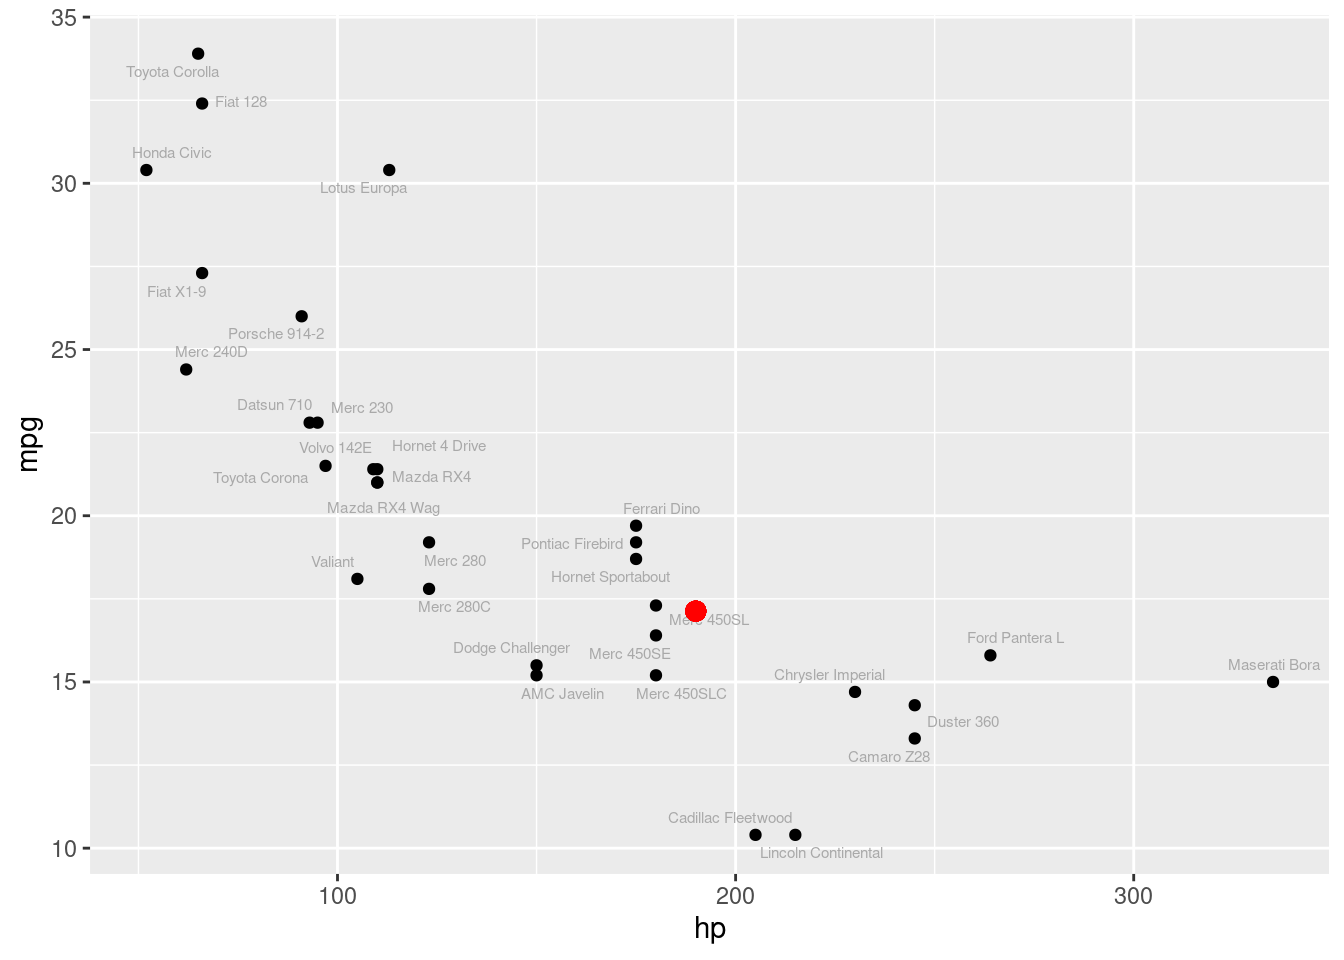 35
Toyota Corolla
Fiat 128
Honda Civic
Lotus Europa
30
Fiat X1-9
Porsche 914-2
Merc 240D
25
Datsun 710
Merc 230
Volvo 142E
Hornet 4 Drive
Toyota Corona
Mazda RX4
Mazda RX4 Wag
20
Ferrari Dino
Pontiac Firebird
Valiant
Merc 280
Hornet Sportabout
Merc 280C
Merc 450SL
Dodge Challenger
Merc 450SE
Ford Pantera L
Maserati Bora
Chrysler Imperial
15
AMC Javelin
Merc 450SLC
Duster 360
Camaro Z28
Cadillac Fleetwood
Lincoln Continental
10
100
200
300
hp
mpg